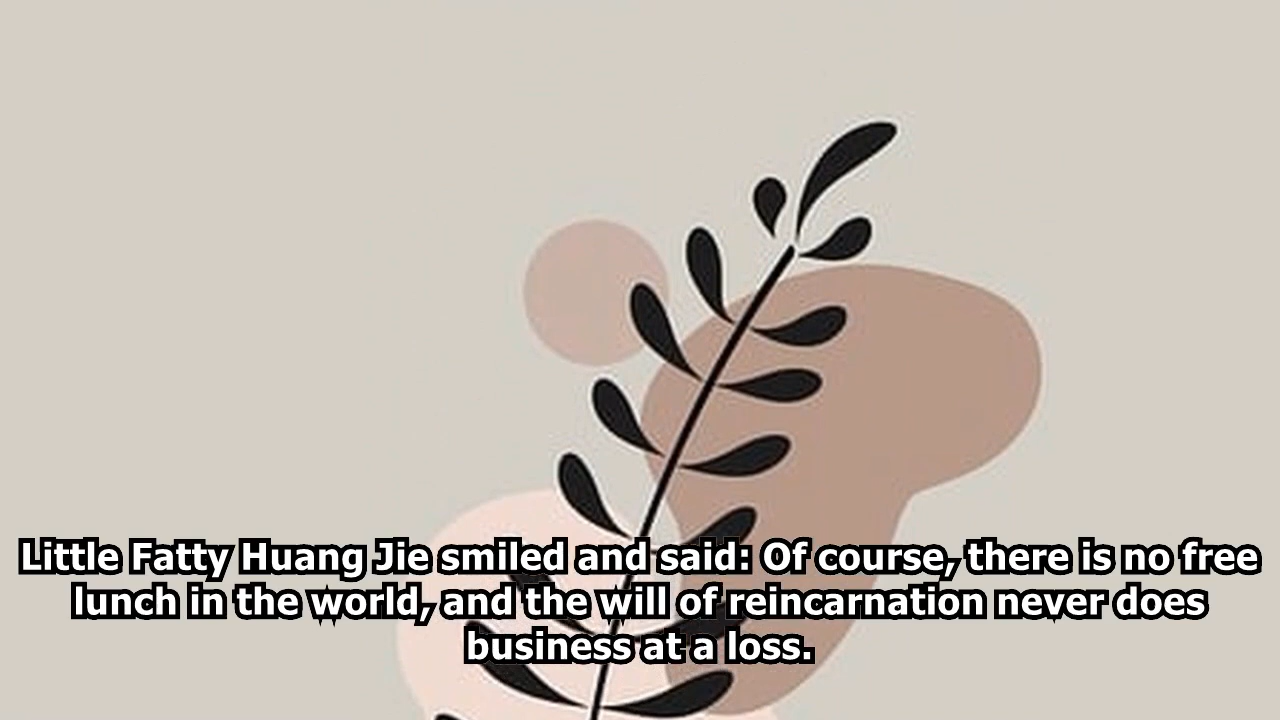 Little Fatty Huang Jie smiled and said: Of course, there is no free
lunch in the world, and the will of reincarnation never does
business at a loss.